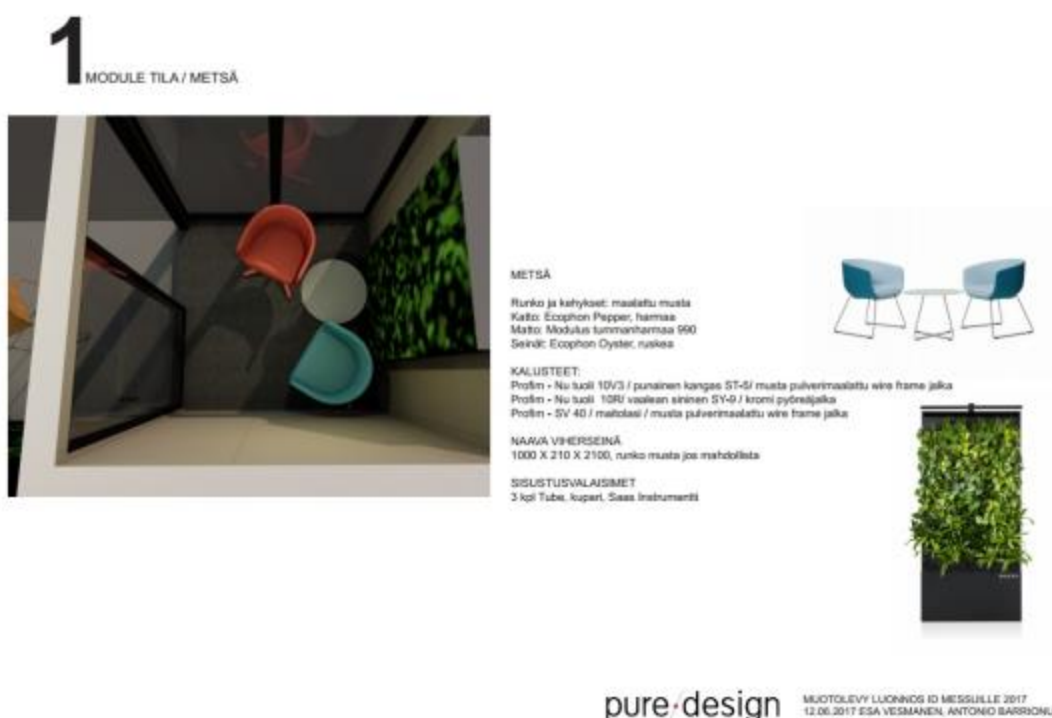 1
MODULE TILA / METSÄ
METSÄ
Runko ja kehykset: maalattu musta
Katto: Ecophon Pepper, harmaa
Matto: Modulus tummanharmaa 990
Seinät: Ecophon Oyster, ruskea
KALUSTEET:
Profim - Nu tuoli 10V3 / punainen kangas ST-5/ musta pulverimaalattu wire frame jalka
Profim - Nu tuoli 10R/ vaalean sininen SY-9 / kromi pyöreäjalka
Profim - SV 40 / maitolasi / musta pulverimaalattu wire frame jalka
NAAVA VIHERSEINÄ
1000 X 210 X 2100, runko musta jos mahdollista
SISUSTUSVALAISIMET
3 kpl Tube, kupari, Saas Instrumentti
pure·design
MUOTOLEVY LUONNOS ID MESSUILLE 2017
12.06.2017 ESA VESMANEN, ANTONIO BARRIONU